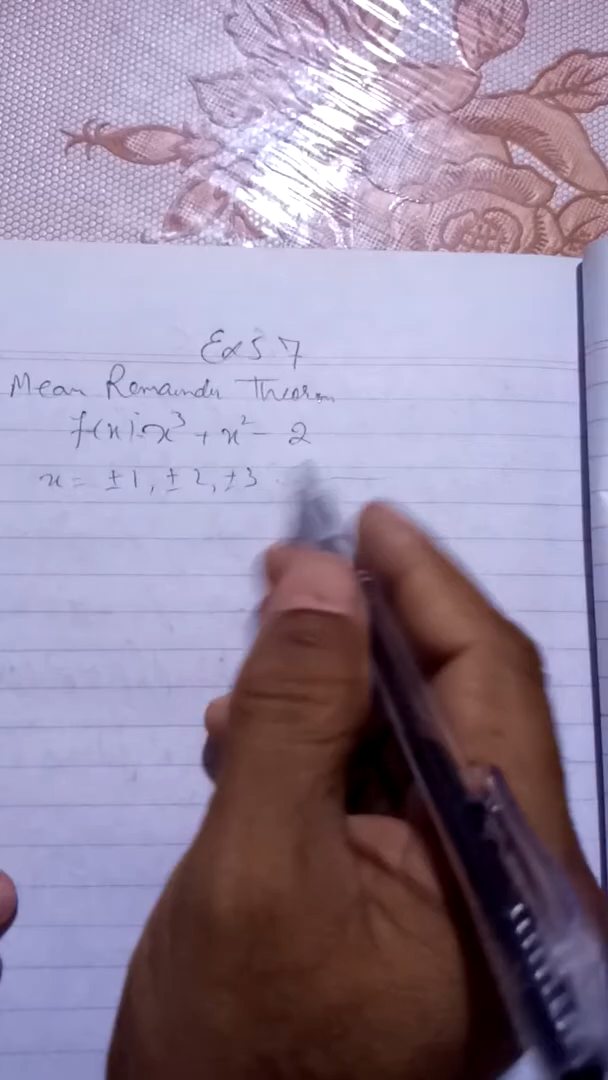 Ex 5 7
Mean Remainder Theorem
f(x) = x³ + x² - 2
x = ±1, ±2, ±3